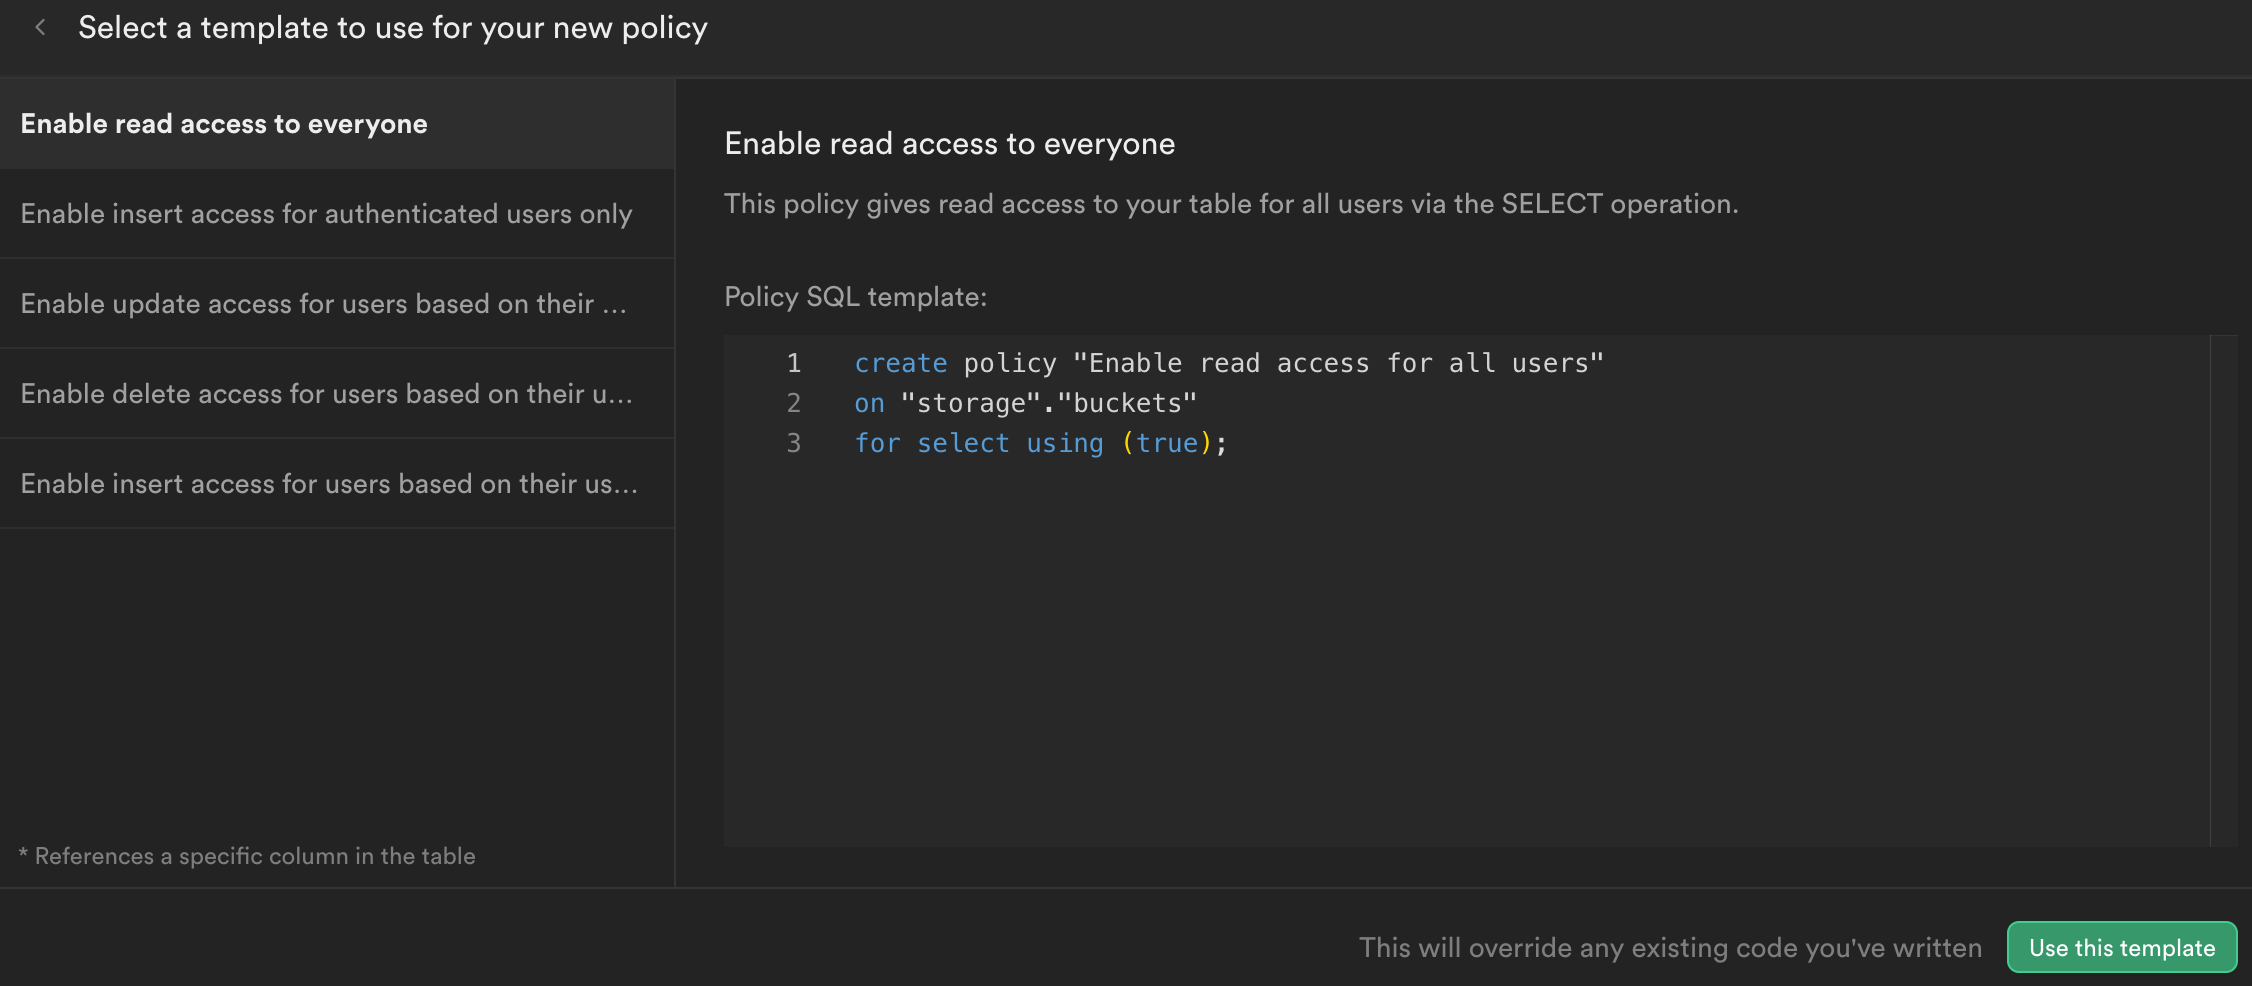 Select a template to use for your new policy
Enable read access to everyone
Enable insert access for authenticated users only
Enable update access for users based on their ...
Enable delete access for users based on their u...
Enable insert access for users based on their us...
* References a specific column in the table
Enable read access to everyone
This policy gives read access to your table for all users via the SELECT operation.
Policy SQL template:
1 create policy "Enable read access for all users"
2 on "storage"."buckets"
3 for select using (true);
This will override any existing code you've written
Use this template